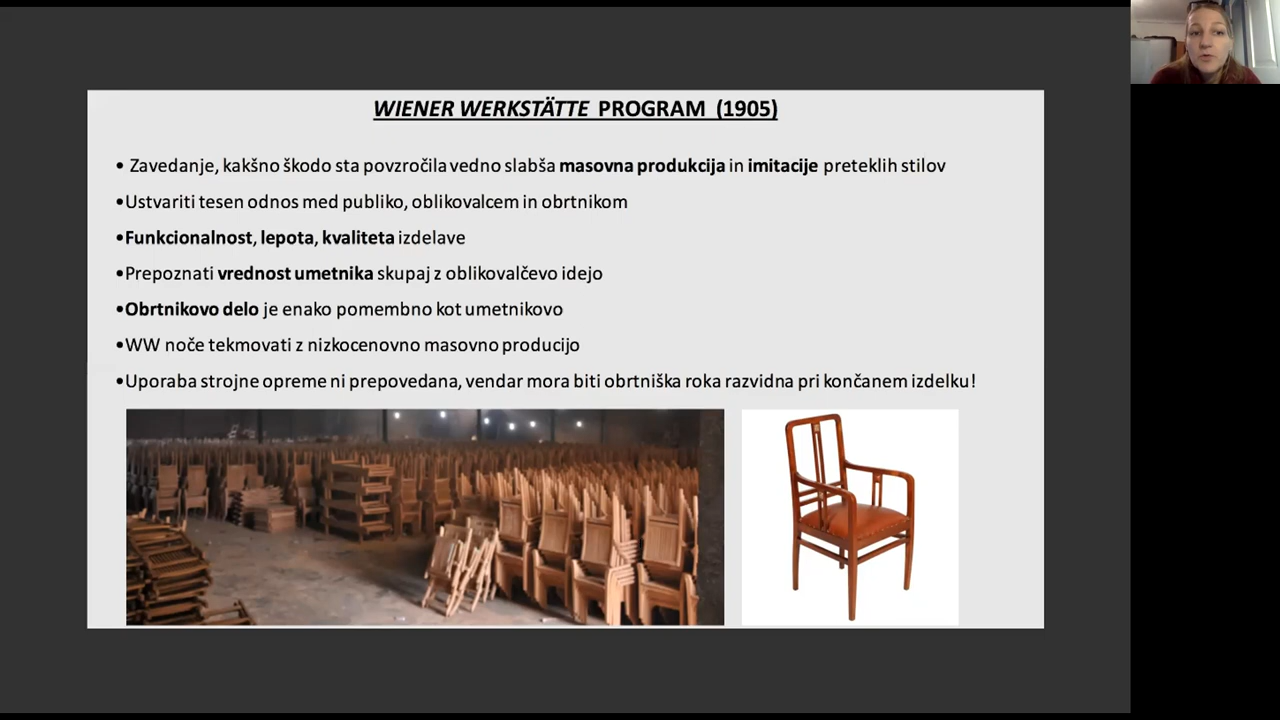 WIENER WERKSTÄTTE PROGRAM (1905)
• Zavedanje, kakšno škodo sta povzročila vedno slabša masovna produkcija in imitacije preteklih stilov
•Ustvariti tesen odnos med publiko, oblikovalcem in obrtnikom
•Funkcionalnost, lepota, kvaliteta izdelave
•Prepoznati vrednost umetnika skupaj z oblikovalčevo idejo
•Obrtnikovo delo je enako pomembno kot umetnikovo
•WW noče tekmovati z nizkocenovno masovno producijo
•Uporaba strojne opreme ni prepovedana, vendar mora biti obrtniška roka razvidna pri končanem izdelku!